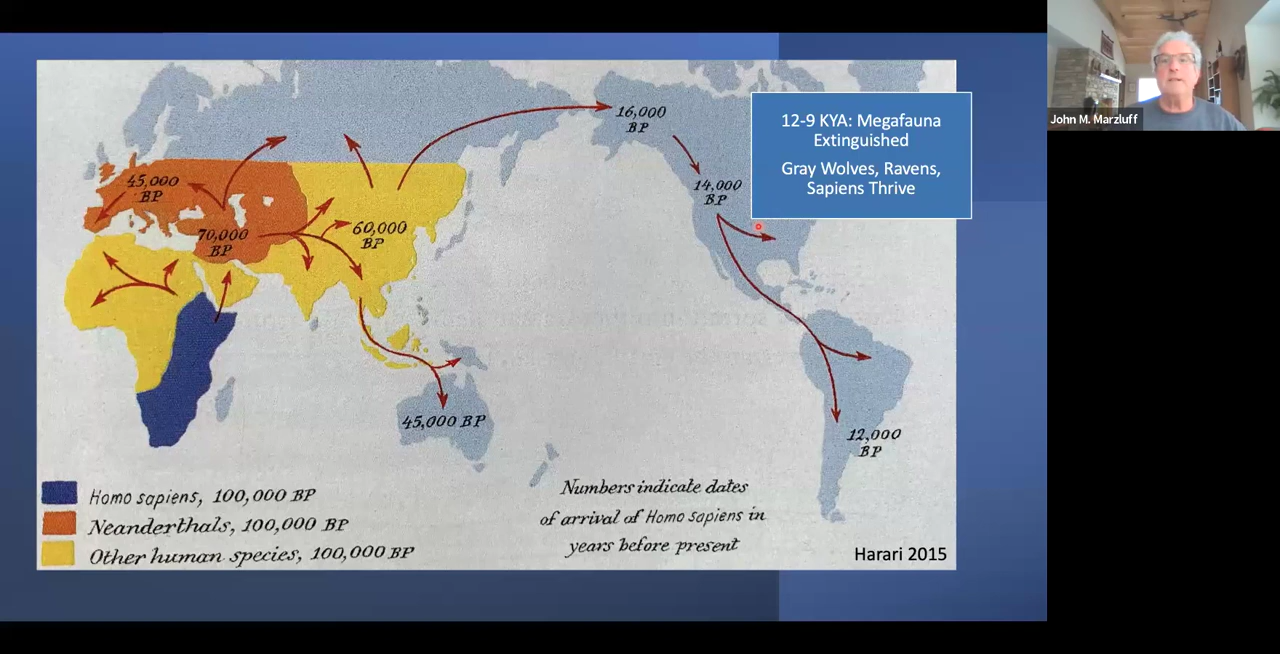 16,000
BP
12-9 KYA: Megafauna
Extinguished
Gray Wolves, Ravens,
Sapiens Thrive
John M. Marzluff
45,000
BP
14,000
BP
70,000
BP
60,000
BP
45,000 BP
12,000
BP
Homo sapiens, 100,000 BP
Neanderthals, 100,000 BP
Other human species, 100,000 BP
Numbers indicate dates
of arrival of Homo sapiens in
years before present
Harari 2015